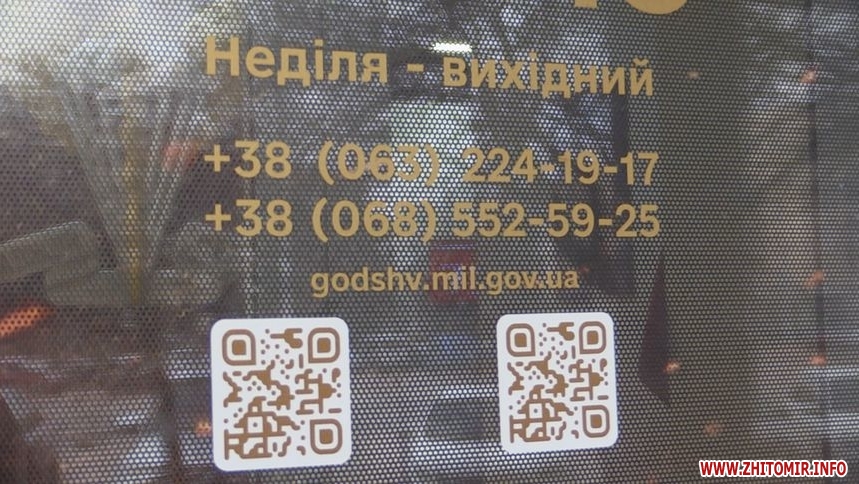 Неділя - вихідний
+38 (063) 224-19-17
+38 (068) 552-59-25
godshv.mil.gov.ua
WWW.ZHITOMIR.INFO